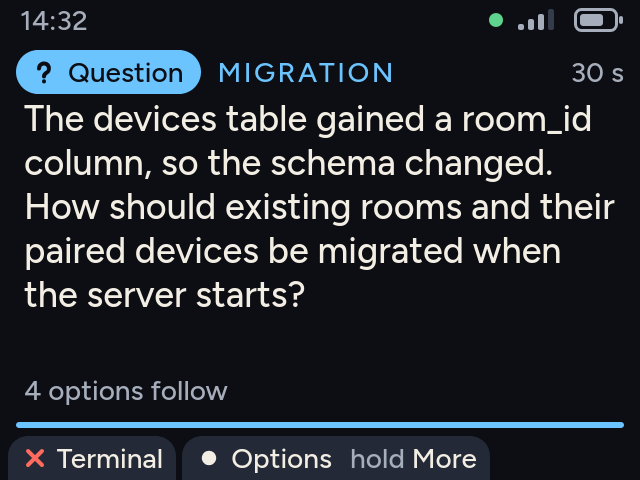 14:32
? Question MIGRATION 30 s
The devices table gained a room_id
column, so the schema changed.
How should existing rooms and their
paired devices be migrated when
the server starts?
4 options follow
Terminal Options hold More